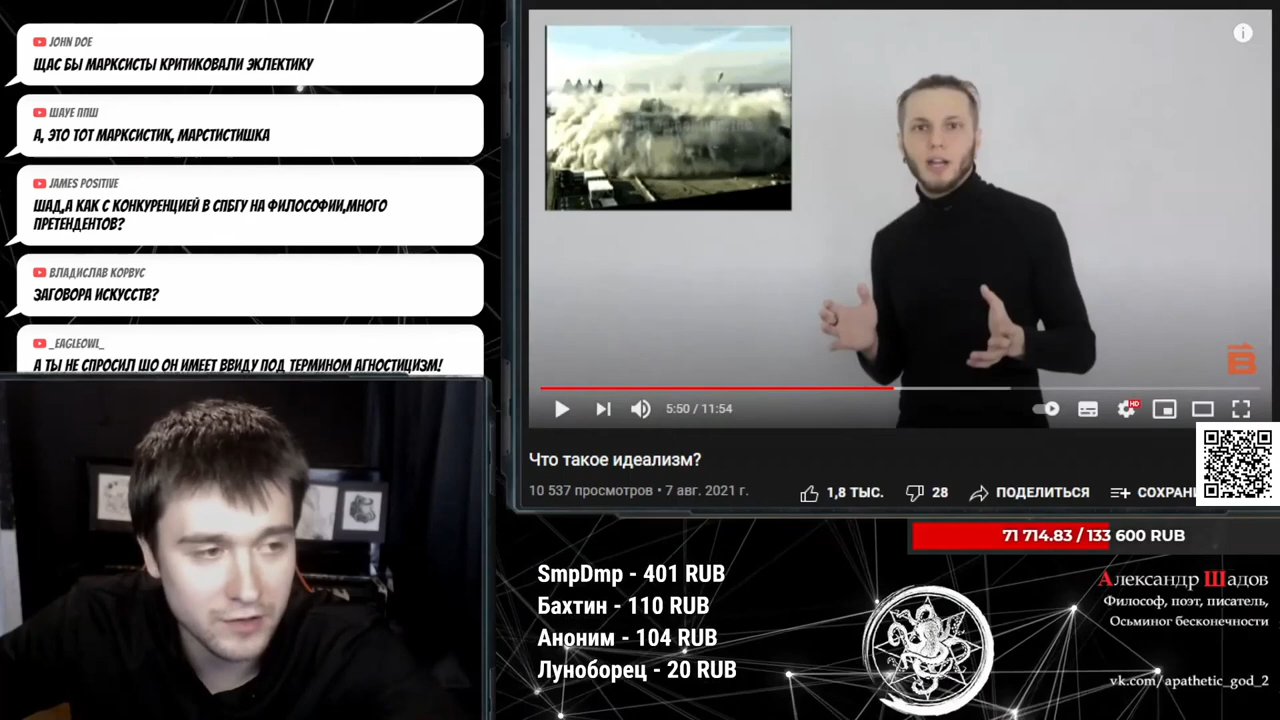 JOHN DOE
ЩАС БЫ МАРКСИСТЫ КРИТИКОВАЛИ ЭКЛЕКТИКУ
ШАУЕ ППШ
А, ЭТО ТОТ МАРКСИСТИК, МАРСТИСТИШКА
JAMES POSITIVE
ШАД,А КАК С КОНКУРЕНЦИЕЙ В СПБГУ НА ФИЛОСОФИИ,МНОГО
ПРЕТЕНДЕНТОВ?
ВЛАДИСЛАВ КОРВУС
ЗАГОВОРА ИСКУССТВ?
_EAGLEOWL_
А ТЫ НЕ СПРОСИЛ ШО ОН ИМЕЕТ ВВИДУ ПОД ТЕРМИНОМ АГНОСТИЦИЗМ!
B
5:50 / 11:54
HD
Что такое идеализм?
10 537 просмотров • 7 авг. 2021 г.
1,8 ТЫС.
28
ПОДЕЛИТЬСЯ
СОХРАНИ
71 714.83 / 133 600 RUB
SmpDmp - 401 RUB
Бахтин - 110 RUB
Аноним - 104 RUB
Луноборец - 20 RUB
Александр Шадов
Философ, поэт, писатель,
Осьминог бесконечности
vk.com/apathetic_god_2